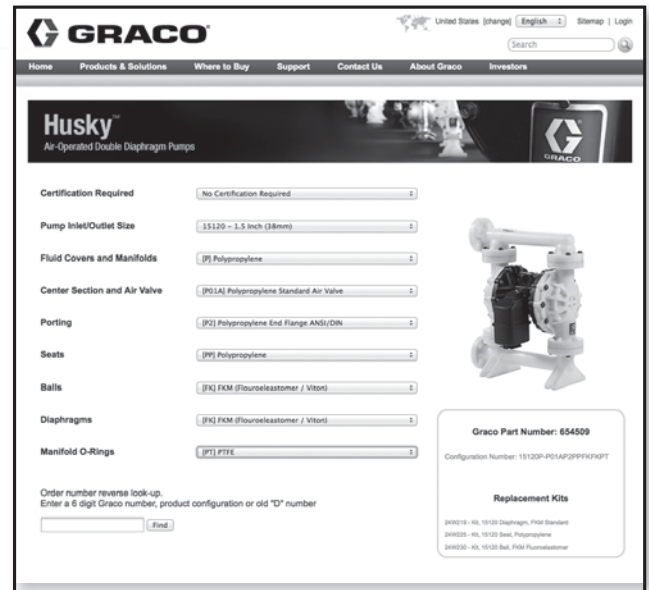 GRACO
United States [change] English Sitemap | Login
Search
Home Products & Solutions Where to Buy Support Contact Us About Graco Investors
Husky™
Air-Operated Double Diaphragm Pumps
GRACO
Certification Required No Certification Required
Pump Inlet/Outlet Size 15120 – 1.5 Inch (38mm)
Fluid Covers and Manifolds [P] Polypropylene
Center Section and Air Valve [P01A] Polypropylene Standard Air Valve
Porting [P2] Polypropylene End Flange ANSI/DIN
Seats [PP] Polypropylene
Balls [FK] FKM (Flouroeleastomer / Viton)
Diaphragms [FK] FKM (Flouroeleastomer / Viton)
Manifold O-Rings [PT] PTFE
Graco Part Number: 654509
Configuration Number: 15120P-P01AP2PPFKFKPT
Replacement Kits
24W219 - Kit, 15120 Diaphragm, FKM Standard
24W225 - Kit, 15120 Seat, Polypropylene
24W230 - Kit, 15120 Ball, FKM Fluoroelastomer
Order number reverse look-up.
Enter a 6 digit Graco number, product configuration or old "D" number
Find